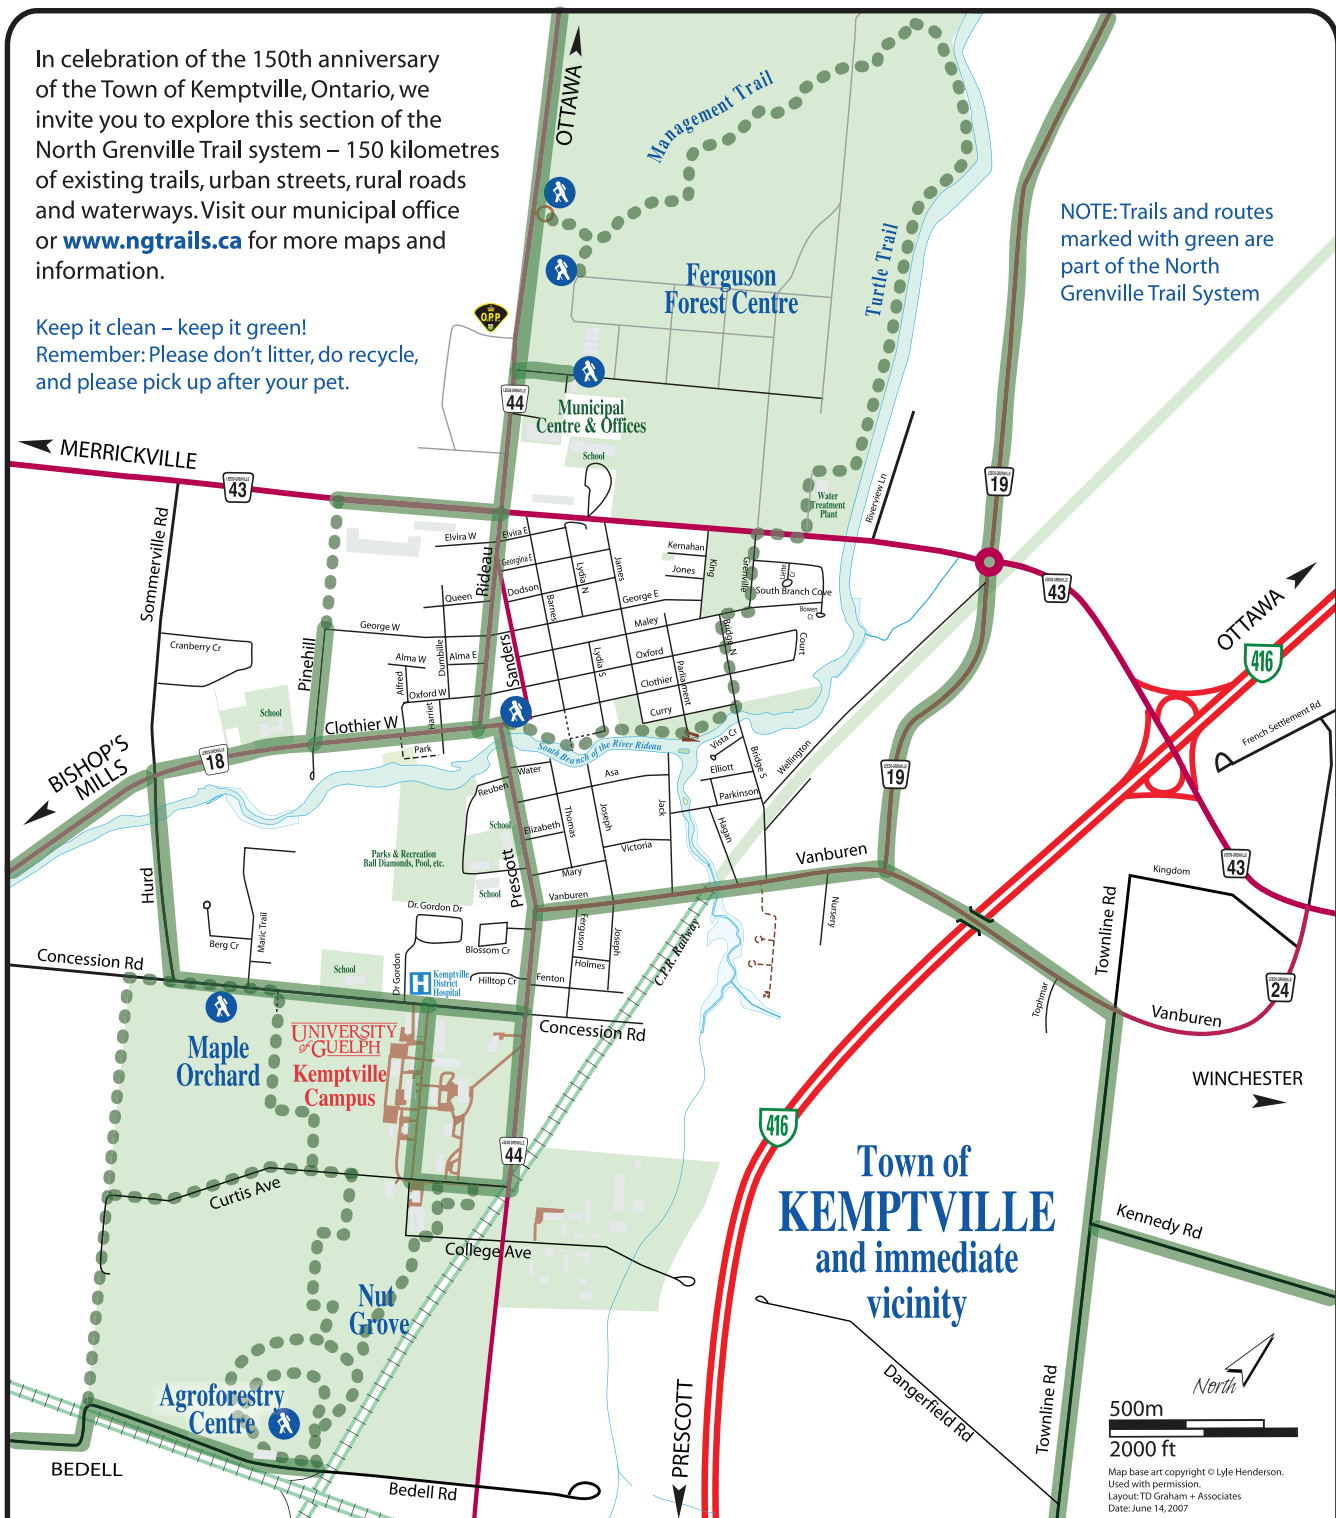 In celebration of the 150th anniversary
of the Town of Kemptville, Ontario, we
invite you to explore this section of the
North Grenville Trail system – 150 kilometres
of existing trails, urban streets, rural roads
and waterways. Visit our municipal office
or www.ngtrails.ca for more maps and
information.
Keep it clean – keep it green!
Remember: Please don't litter, do recycle,
and please pick up after your pet.
OTTAWA
Management Trail
Turtle Trail
NOTE: Trails and routes
marked with green are
part of the North
Grenville Trail System
Ferguson
Forest Centre
O.P.P.
44
Municipal
Centre & Offices
School
MERRICKVILLE
43
19
Water
Treatment
Plant
Riverview Ln
Sommerville Rd
Elvira W
Elvira E
Rideau
Georgina E
Lydia N
James
Kernahan
Jones
King
Grenville
South Branch Cove
Bowen
Ct
43
OTTAWA
416
Queen
Dodson
Barnes
George E
George W
Maley
Bridge N
Court
Cranberry Cr
Pinehill
Dumbille
Alma W
Alma E
Alfred
Oxford W
Harriet
Sanders
Lydia S
Oxford
Clothier
Parliament
Curry
School
Clothier W
Park
South Branch of the River Rideau
Vista Cr
Bridge S
Wellington
French Settlement Rd
18
BISHOP'S
MILLS
19
Water
Asa
Elliott
Parkinson
Reuben
Elizabeth
Thomas
Joseph
Jack
Hagan
Victoria
Mary
School
Parks & Recreation
Ball Diamonds, Pool, etc.
Prescott
School
Vanburen
Vanburen
Hurd
Kingdom
43
Dr. Gordon Dr
Nursery
Townline Rd
Berg Cr
Maric Trail
Blossom Cr
Ferguson
Joseph
Holmes
C.P.R. Railway
Concession Rd
School
Dr Gordon
H
Kemptville
District
Hospital
Hilltop Cr
Fenton
Tophmar
24
Vanburen
Concession Rd
UNIVERSITY
of GUELPH
Kemptville
Campus
Maple
Orchard
WINCHESTER
416
44
Town of
KEMPTVILLE
and immediate
vicinity
Curtis Ave
College Ave
Kennedy Rd
Nut
Grove
Agroforestry
Centre
Dangerfield Rd
Townline Rd
North
500m
2000 ft
PRESCOTT
BEDELL
Bedell Rd
Map base art copyright © Lyle Henderson.
Used with permission.
Layout: TD Graham + Associates
Date: June 14, 2007